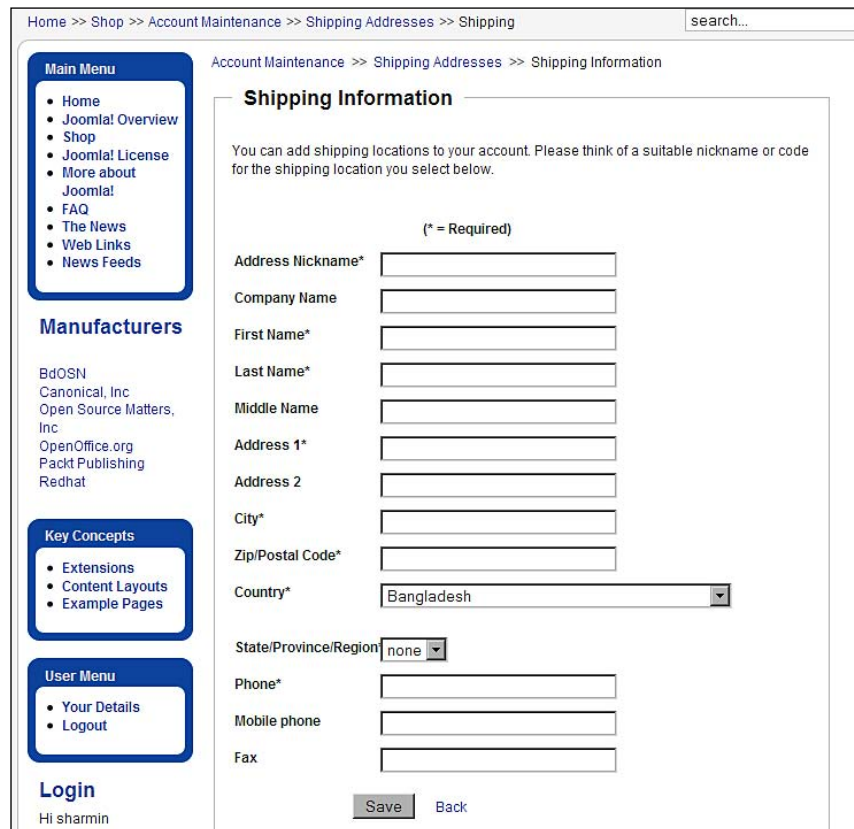 Home >> Shop >> Account Maintenance >> Shipping Addresses >> Shipping
search...
Main Menu
Home
Joomla! Overview
Shop
Joomla! License
More about
Joomla!
FAQ
The News
Web Links
News Feeds
Manufacturers
BdOSN
Canonical, Inc
Open Source Matters,
Inc
OpenOffice.org
Packt Publishing
Redhat
Key Concepts
Extensions
Content Layouts
Example Pages
User Menu
Your Details
Logout
Login
Hi sharmin
Account Maintenance >> Shipping Addresses >> Shipping Information
Shipping Information
You can add shipping locations to your account. Please think of a suitable nickname or code
for the shipping location you select below.
(* = Required)
Address Nickname*
Company Name
First Name*
Last Name*
Middle Name
Address 1*
Address 2
City*
Zip/Postal Code*
Country* Bangladesh
State/Province/Region* none
Phone*
Mobile phone
Fax
Save Back